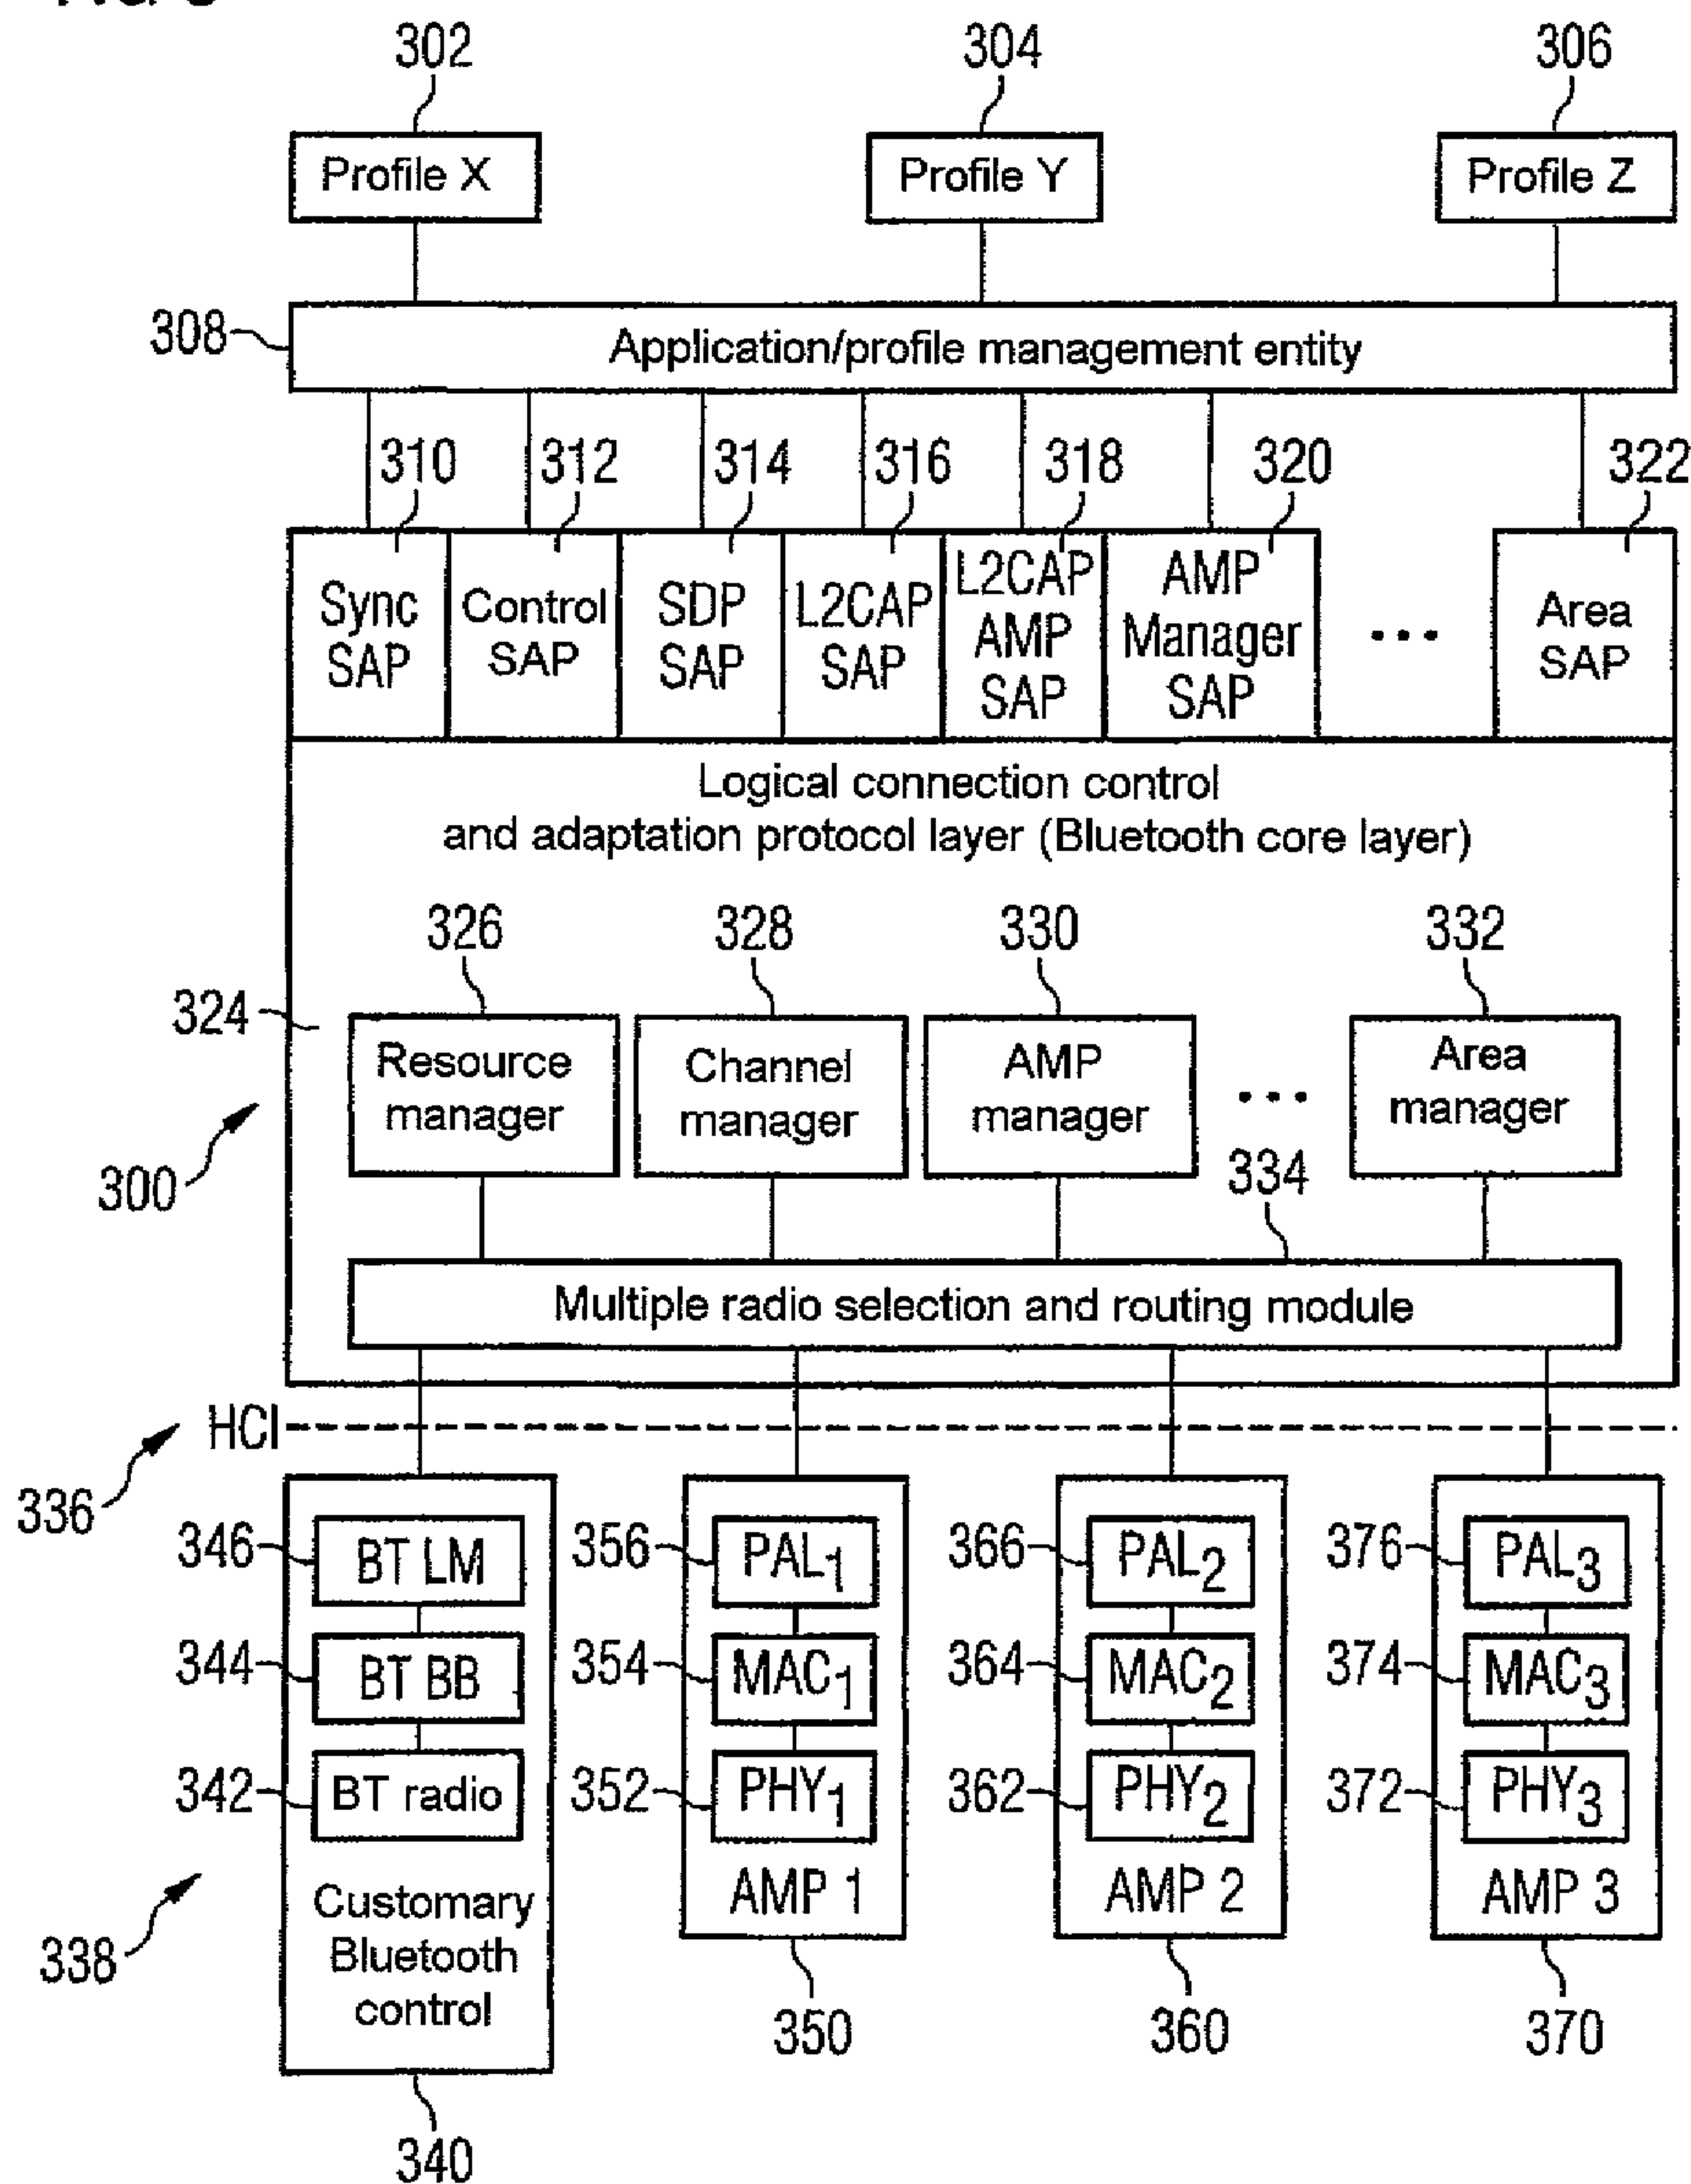 302 304 306
Profile X Profile Y Profile Z
308
Application/profile management entity
310 312 314 316 318 320 322
Sync
SAP
Control
SAP
SDP
SAP
L2CAP
SAP
L2CAP
AMP
SAP
AMP
Manager
SAP
...
Area
SAP
Logical connection control
and adaptation protocol layer (Bluetooth core layer)
326 328 330 332
324
Resource
manager
Channel
manager
AMP
manager
...
Area
manager
300
334
Multiple radio selection and routing module
HCI
336
346 BT LM 356 PAL1 366 PAL2 376 PAL3
344 BT BB 354 MAC1 364 MAC2 374 MAC3
342 BT radio 352 PHY1 362 PHY2 372 PHY3
338
Customary
Bluetooth
control
AMP 1 AMP 2 AMP 3
350 360 370
340